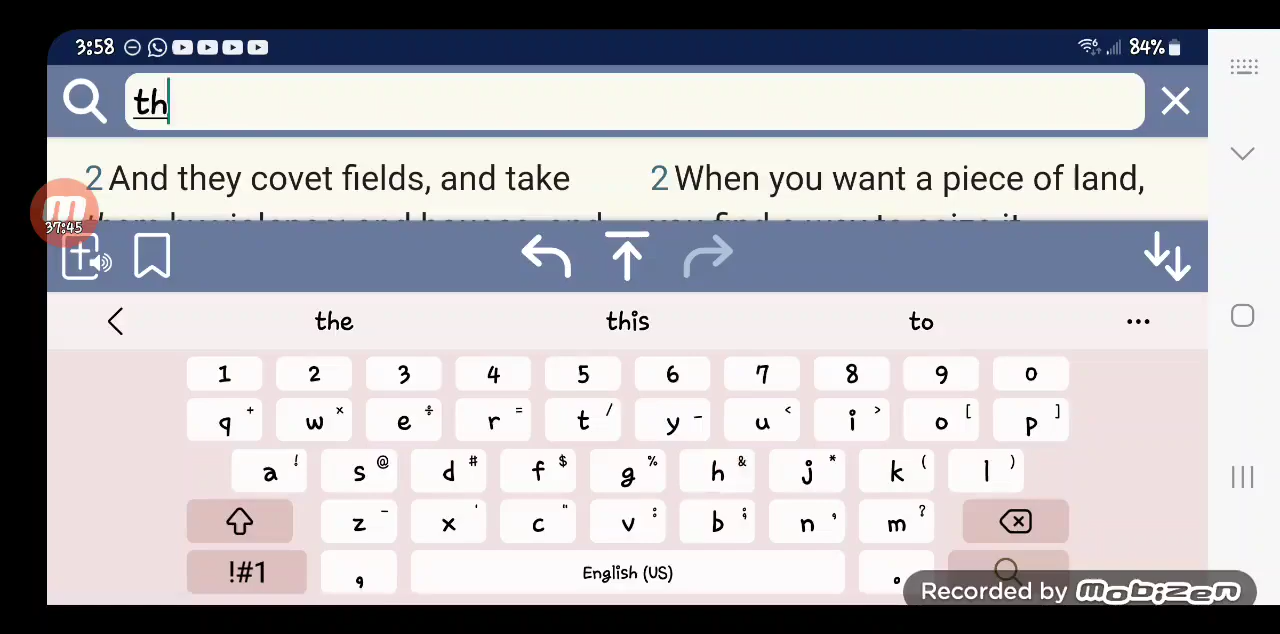 3:58 84%
th
2 And they covet fields, and take
2 When you want a piece of land,
37:45
the this to ...
1 2 3 4 5 6 7 8 9 0
q + w × e ÷ r = t / y - u < i > o [ p ]
a ! s @ d # f $ g % h & j * k ( l )
z - x ' c " v : b ; n , m ?
!#1 , English (US) .
Recorded by mobizen